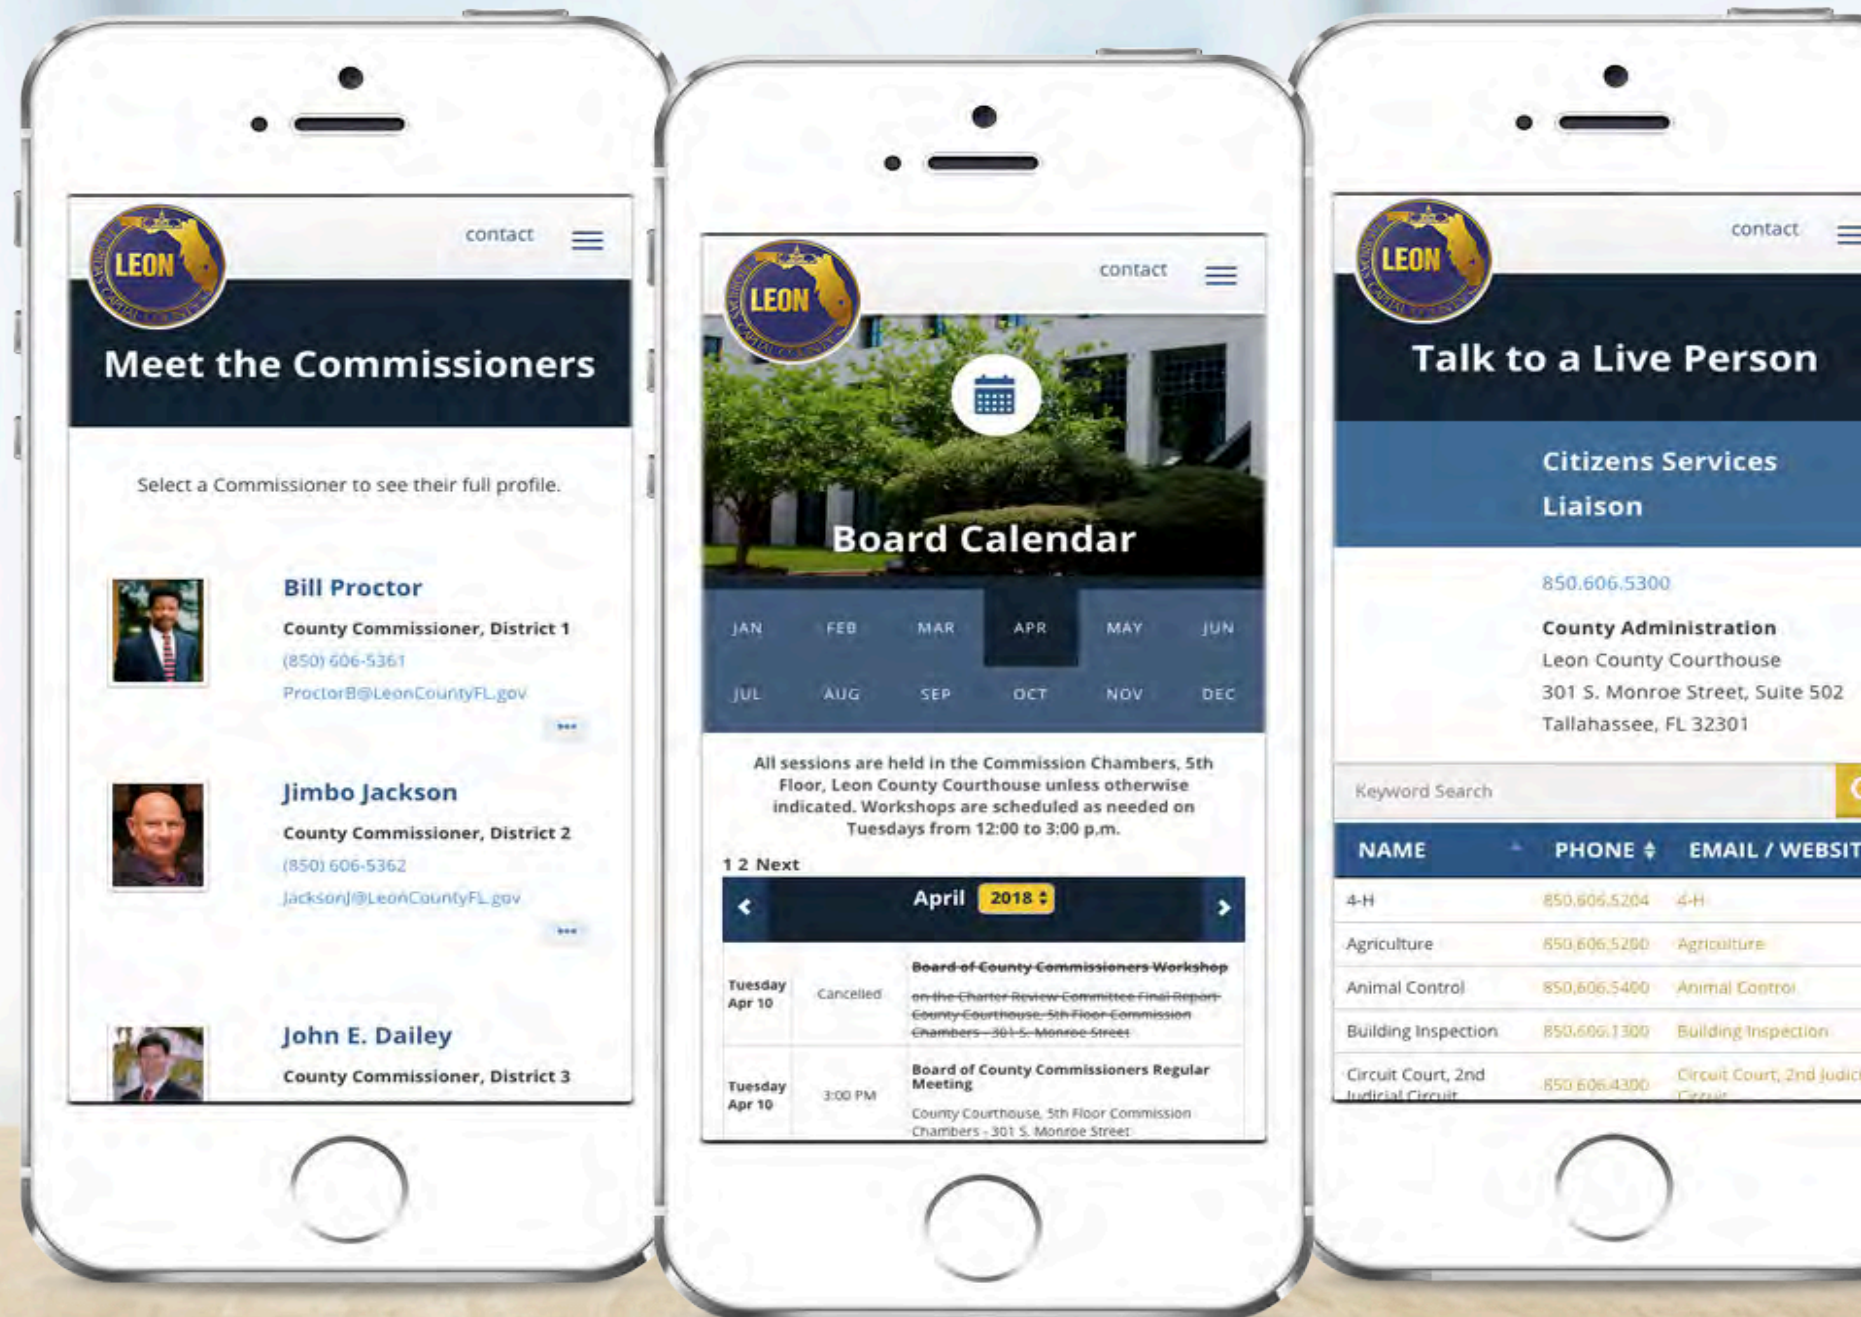 LEON
contact
Meet the Commissioners
Select a Commissioner to see their full profile.
Bill Proctor
County Commissioner, District 1
(850) 606-5361
ProctorB@LeonCountyFL.gov
Jimbo Jackson
County Commissioner, District 2
(850) 606-5362
JacksonJ@LeonCountyFL.gov
John E. Dailey
County Commissioner, District 3
LEON
contact
Board Calendar
JAN FEB MAR APR MAY JUN
JUL AUG SEP OCT NOV DEC
All sessions are held in the Commission Chambers, 5th
Floor, Leon County Courthouse unless otherwise
indicated. Workshops are scheduled as needed on
Tuesdays from 12:00 to 3:00 p.m.
1 2 Next
April 2018
Tuesday
Apr 10
Cancelled
Board of County Commissioners Workshop
on the Charter Review Committee Final Report
County Courthouse, 5th Floor Commission
Chambers - 301 S. Monroe Street
Tuesday
Apr 10
3:00 PM
Board of County Commissioners Regular
Meeting
County Courthouse, 5th Floor Commission
Chambers - 301 S. Monroe Street
LEON
contact
Talk to a Live Person
Citizens Services
Liaison
850.606.5300
County Administration
Leon County Courthouse
301 S. Monroe Street, Suite 502
Tallahassee, FL 32301
Keyword Search
NAME PHONE EMAIL / WEBSIT
4-H 850.606.5204 4-H
Agriculture 850.606.5200 Agriculture
Animal Control 850.606.5400 Animal Control
Building Inspection 850.606.1300 Building Inspection
Circuit Court, 2nd
Judicial Circuit
850.606.4300
Circuit Court, 2nd Judici
Circuit